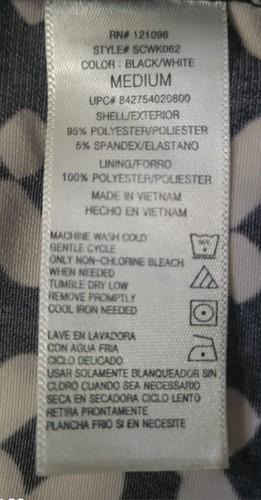 RN# 121096
STYLE# SCWK062
COLOR : BLACK/WHITE
MEDIUM
UPC# 842754020800
SHELL/EXTERIOR
95% POLYESTER/POLIESTER
5% SPANDEX/ELASTANO
LINING/FORRO
100% POLYESTER/POLIESTER
MADE IN VIETNAM
HECHO EN VIETNAM
MACHINE WASH COLD
GENTLE CYCLE
ONLY NON-CHLORINE BLEACH
WHEN NEEDED
TUMBLE DRY LOW
REMOVE PROMPTLY
COOL IRON NEEDED
LAVE EN LAVADORA
CON AGUA FRIA
CICLO DELICADO
USAR SOLAMENTE BLANQUEADOR SIN
CLORO CUANDO SEA NECESSARIO
SECA EN SECADORA CICLO LENTO
RETIRA PRONTAMENTE
PLANCHA FRIO SI EN NECESITE